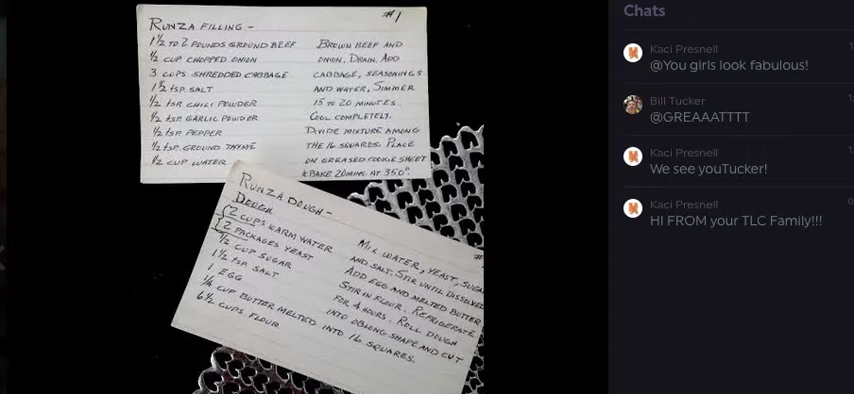 RUNZA FILLING -
#1
1½ TO 2 POUNDS GROUND BEEF
½ CUP CHOPPED ONION
3 CUPS SHREDDED CABBAGE
1½ tsp. SALT
½ tsp. CHILI POWDER
½ tsp. GARLIC POWDER
½ tsp. PEPPER
½ tsp. GROUND THYME
½ CUP WATER
BROWN BEEF AND
ONION. DRAIN. ADD
CABBAGE, SEASONINGS
AND WATER, SIMMER
15 TO 20 MINUTES.
COOL COMPLETELY.
DIVIDE MIXTURE AMONG
THE 16 SQUARES. PLACE
ON GREASED COOKIE SHEET
& BAKE 20MINS. AT 350°.
RUNZA DOUGH -
DOUGH
2 CUPS WARM WATER
2 PACKAGES YEAST
½ CUP SUGAR
1½ tsp. SALT
1 EGG
¼ CUP BUTTER MELTED
6½ CUPS FLOUR
MIX WATER, YEAST, SUGAR
AND SALT. STIR UNTIL DISSOLVED
ADD EGG AND MELTED BUTTER
STIR IN FLOUR. REFRIGERATE
FOR 4 HOURS. ROLL DOUGH
INTO OBLONG SHAPE AND CUT
INTO 16 SQUARES.
Chats
Kaci Presnell
@You girls look fabulous!
Bill Tucker
@GREAAATTTT
Kaci Presnell
We see youTucker!
Kaci Presnell
HI FROM your TLC Family!!!